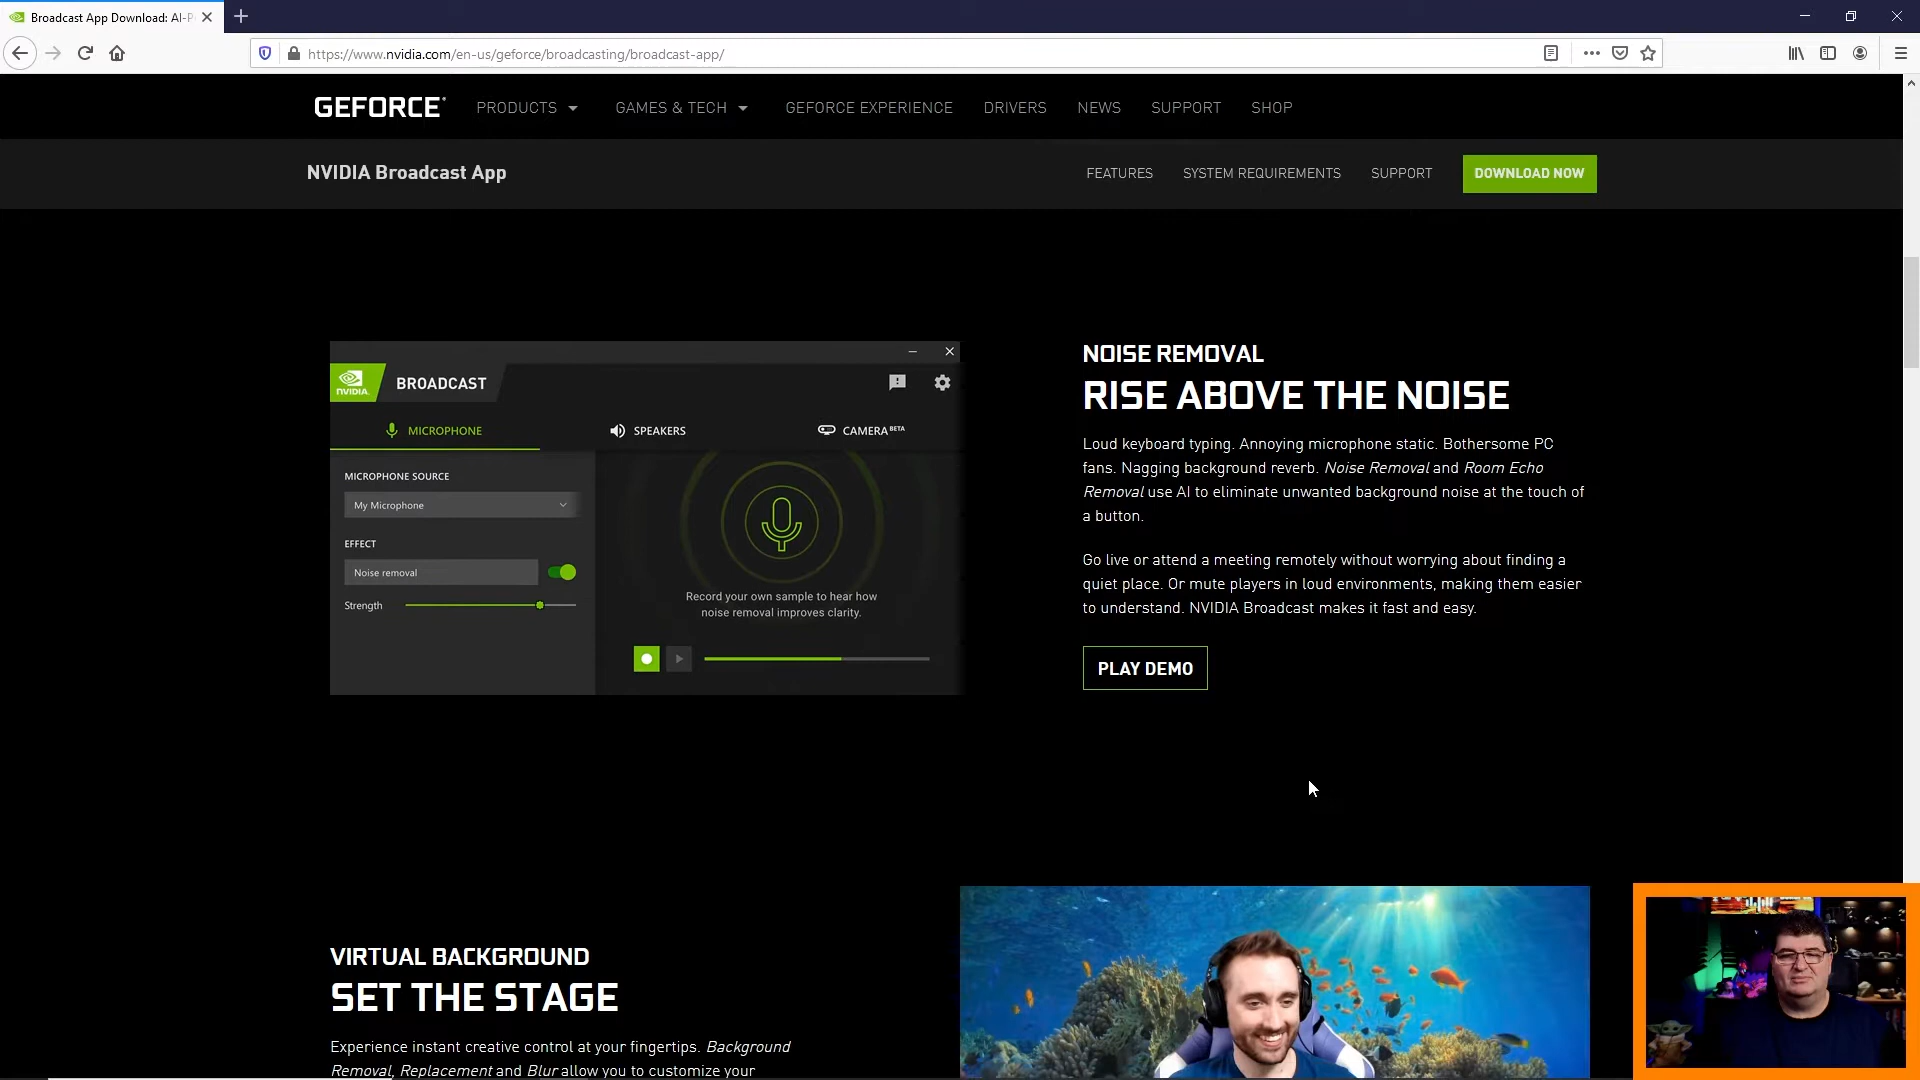 Broadcast App Download: AI-P
https://www.nvidia.com/en-us/geforce/broadcasting/broadcast-app/
GEFORCE PRODUCTS GAMES & TECH GEFORCE EXPERIENCE DRIVERS NEWS SUPPORT SHOP
NVIDIA Broadcast App FEATURES SYSTEM REQUIREMENTS SUPPORT DOWNLOAD NOW
NVIDIA BROADCAST
MICROPHONE SPEAKERS CAMERA BETA
MICROPHONE SOURCE
My Microphone
EFFECT
Noise removal
Strength
Record your own sample to hear how
noise removal improves clarity.
NOISE REMOVAL
RISE ABOVE THE NOISE
Loud keyboard typing. Annoying microphone static. Bothersome PC
fans. Nagging background reverb. Noise Removal and Room Echo
Removal use AI to eliminate unwanted background noise at the touch of
a button.
Go live or attend a meeting remotely without worrying about finding a
quiet place. Or mute players in loud environments, making them easier
to understand. NVIDIA Broadcast makes it fast and easy.
PLAY DEMO
VIRTUAL BACKGROUND
SET THE STAGE
Experience instant creative control at your fingertips. Background
Removal, Replacement and Blur allow you to customize your